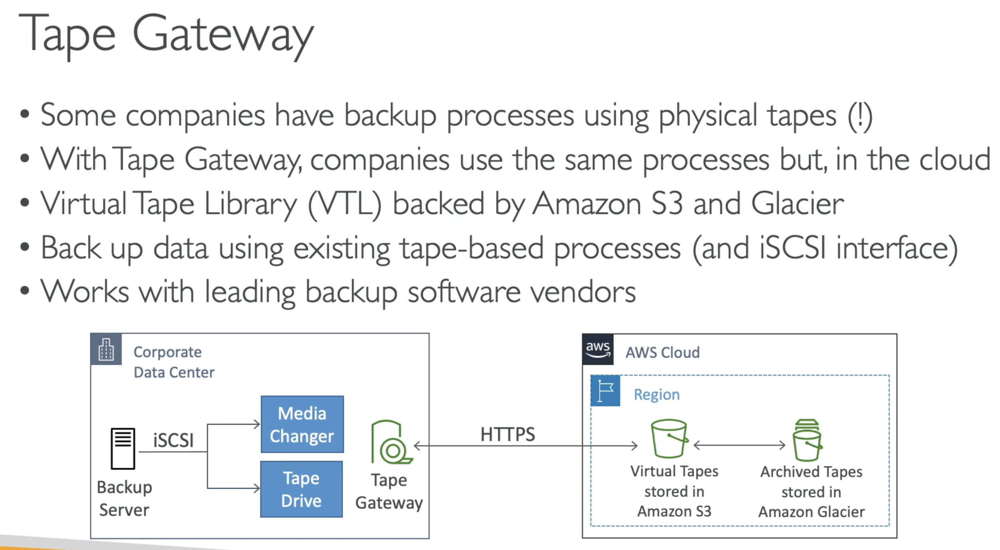 Tape Gateway
• Some companies have backup processes using physical tapes (!)
• With Tape Gateway, companies use the same processes but, in the cloud
• Virtual Tape Library (VTL) backed by Amazon S3 and Glacier
• Back up data using existing tape-based processes (and iSCSI interface)
• Works with leading backup software vendors
Corporate
Data Center
Backup
Server
iSCSI
Media
Changer
Tape
Drive
Tape
Gateway
HTTPS
aws
AWS Cloud
Region
Virtual Tapes
stored in
Amazon S3
Archived Tapes
stored in
Amazon Glacier